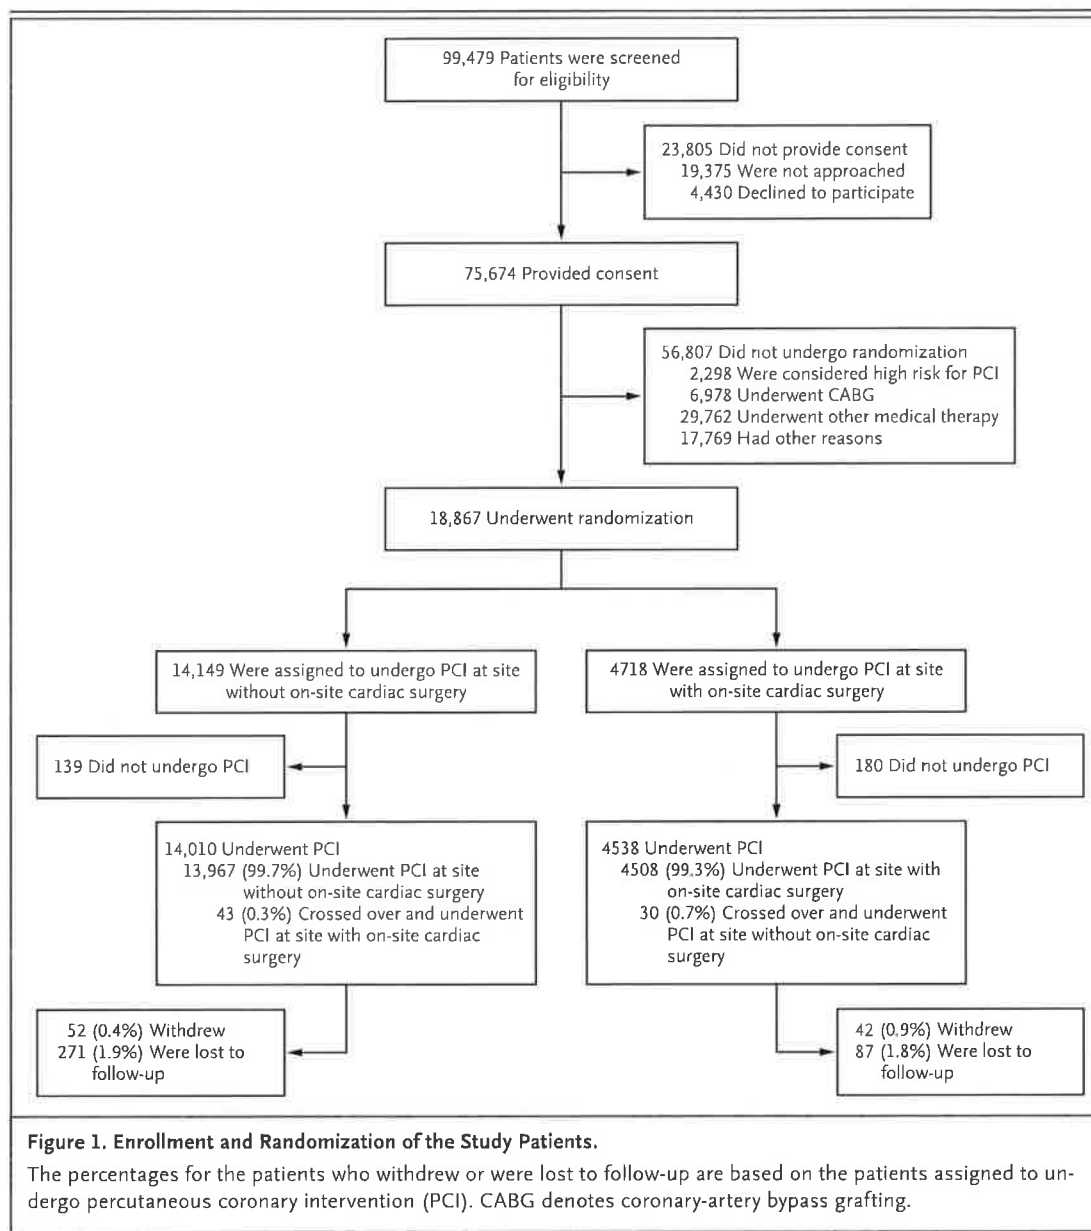 99,479 Patients were screened
for eligibility
23,805 Did not provide consent
19,375 Were not approached
4,430 Declined to participate
75,674 Provided consent
56,807 Did not undergo randomization
2,298 Were considered high risk for PCI
6,978 Underwent CABG
29,762 Underwent other medical therapy
17,769 Had other reasons
18,867 Underwent randomization
14,149 Were assigned to undergo PCI at site
without on-site cardiac surgery
4718 Were assigned to undergo PCI at site
with on-site cardiac surgery
139 Did not undergo PCI
180 Did not undergo PCI
14,010 Underwent PCI
13,967 (99.7%) Underwent PCI at site
without on-site cardiac surgery
43 (0.3%) Crossed over and underwent
PCI at site with on-site cardiac
surgery
4538 Underwent PCI
4508 (99.3%) Underwent PCI at site with
on-site cardiac surgery
30 (0.7%) Crossed over and underwent
PCI at site without on-site cardiac
surgery
52 (0.4%) Withdrew
271 (1.9%) Were lost to
follow-up
42 (0.9%) Withdrew
87 (1.8%) Were lost to
follow-up
Figure 1. Enrollment and Randomization of the Study Patients.
The percentages for the patients who withdrew or were lost to follow-up are based on the patients assigned to un-
dergo percutaneous coronary intervention (PCI). CABG denotes coronary-artery bypass grafting.